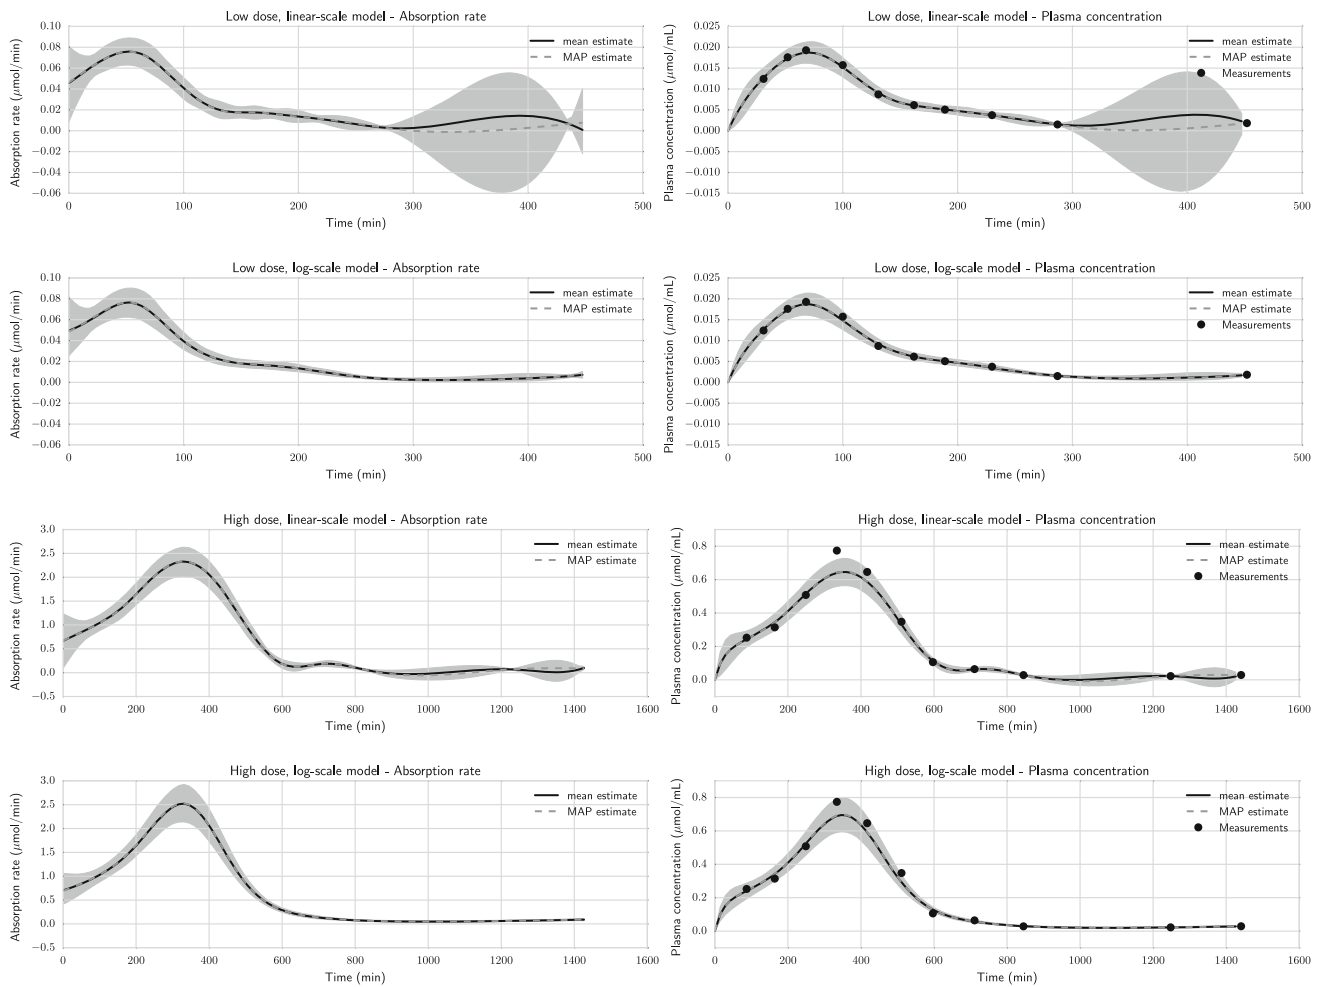 Low dose, linear-scale model - Absorption rate
Absorption rate (μmol/min)
0.10
0.08
0.06
0.04
0.02
0.00
−0.02
−0.04
−0.06
mean estimate
MAP estimate
0 100 200 300 400 500
Time (min)
Low dose, linear-scale model - Plasma concentration
Plasma concentration (μmol/mL)
0.025
0.020
0.015
0.010
0.005
0.000
−0.005
−0.010
−0.015
mean estimate
MAP estimate
Measurements
0 100 200 300 400 500
Time (min)
Low dose, log-scale model - Absorption rate
Absorption rate (μmol/min)
0.10
0.08
0.06
0.04
0.02
0.00
−0.02
−0.04
−0.06
mean estimate
MAP estimate
0 100 200 300 400 500
Time (min)
Low dose, log-scale model - Plasma concentration
Plasma concentration (μmol/mL)
0.025
0.020
0.015
0.010
0.005
0.000
−0.005
−0.010
−0.015
mean estimate
MAP estimate
Measurements
0 100 200 300 400 500
Time (min)
High dose, linear-scale model - Absorption rate
Absorption rate (μmol/min)
3.0
2.5
2.0
1.5
1.0
0.5
0.0
−0.5
mean estimate
MAP estimate
0 200 400 600 800 1000 1200 1400 1600
Time (min)
High dose, linear-scale model - Plasma concentration
Plasma concentration (μmol/mL)
0.8
0.6
0.4
0.2
0.0
mean estimate
MAP estimate
Measurements
0 200 400 600 800 1000 1200 1400 1600
Time (min)
High dose, log-scale model - Absorption rate
Absorption rate (μmol/min)
3.0
2.5
2.0
1.5
1.0
0.5
0.0
−0.5
mean estimate
MAP estimate
0 200 400 600 800 1000 1200 1400 1600
Time (min)
High dose, log-scale model - Plasma concentration
Plasma concentration (μmol/mL)
0.8
0.6
0.4
0.2
0.0
mean estimate
MAP estimate
Measurements
0 200 400 600 800 1000 1200 1400 1600
Time (min)